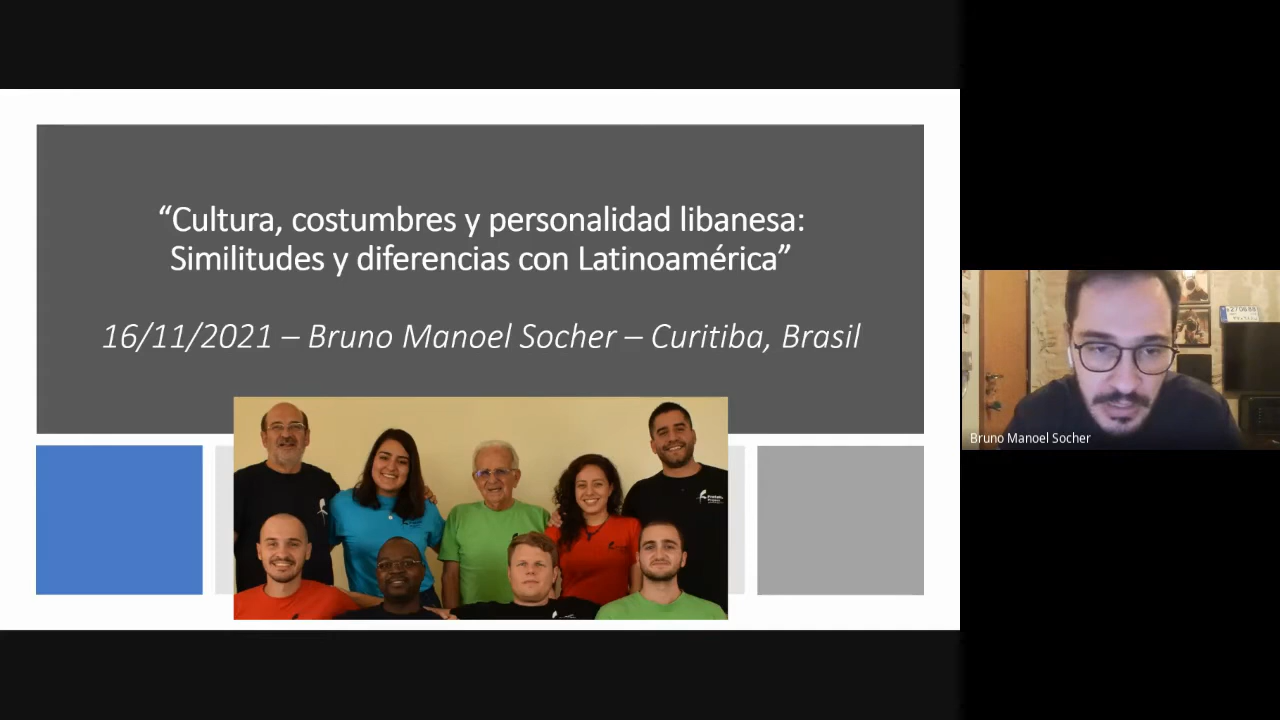 “Cultura, costumbres y personalidad libanesa:
Similitudes y diferencias con Latinoamérica”
16/11/2021 – Bruno Manoel Socher – Curitiba, Brasil
Bruno Manoel Socher